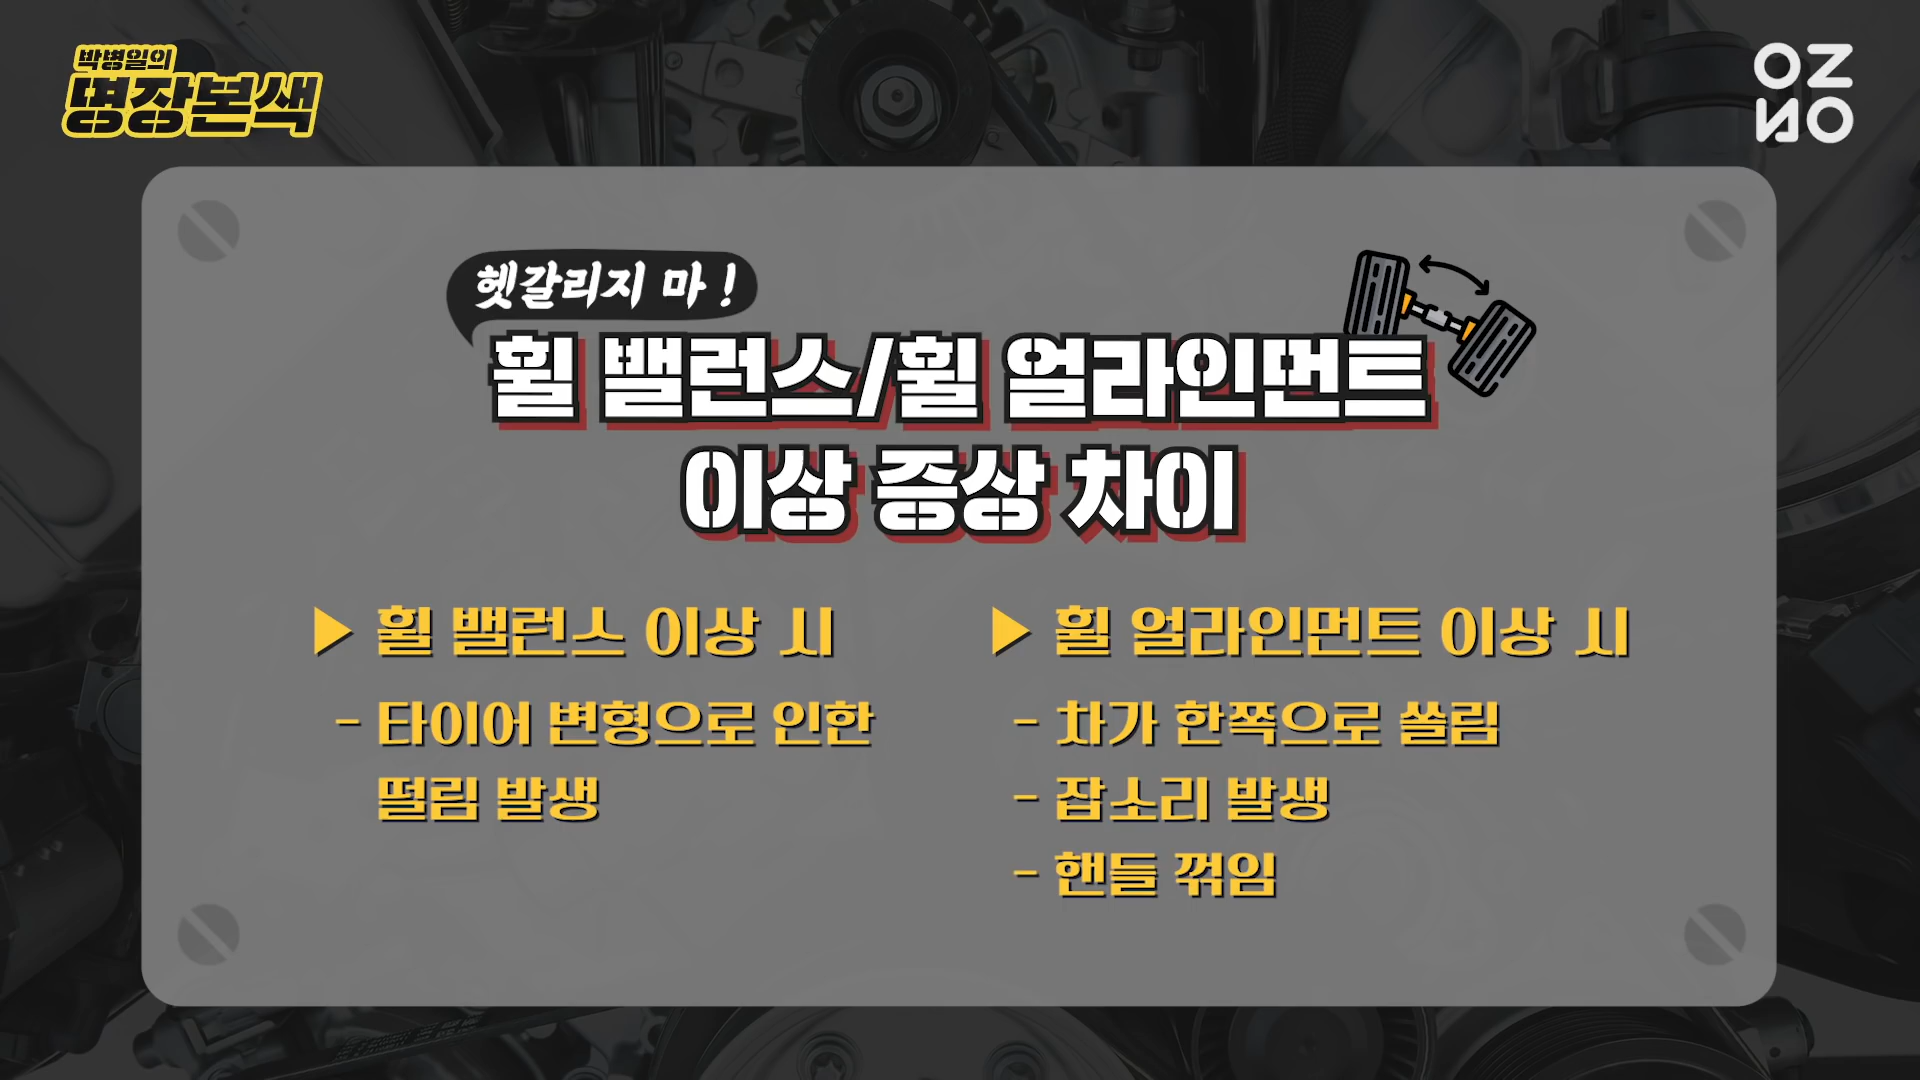 박병일의
명장본색
OZ
NO
헷갈리지 마 !
휠 밸런스/휠 얼라인먼트
이상 증상 차이
▶ 휠 밸런스 이상 시
- 타이어 변형으로 인한
떨림 발생
▶ 휠 얼라인먼트 이상 시
- 차가 한쪽으로 쏠림
- 잡소리 발생
- 핸들 꺾임